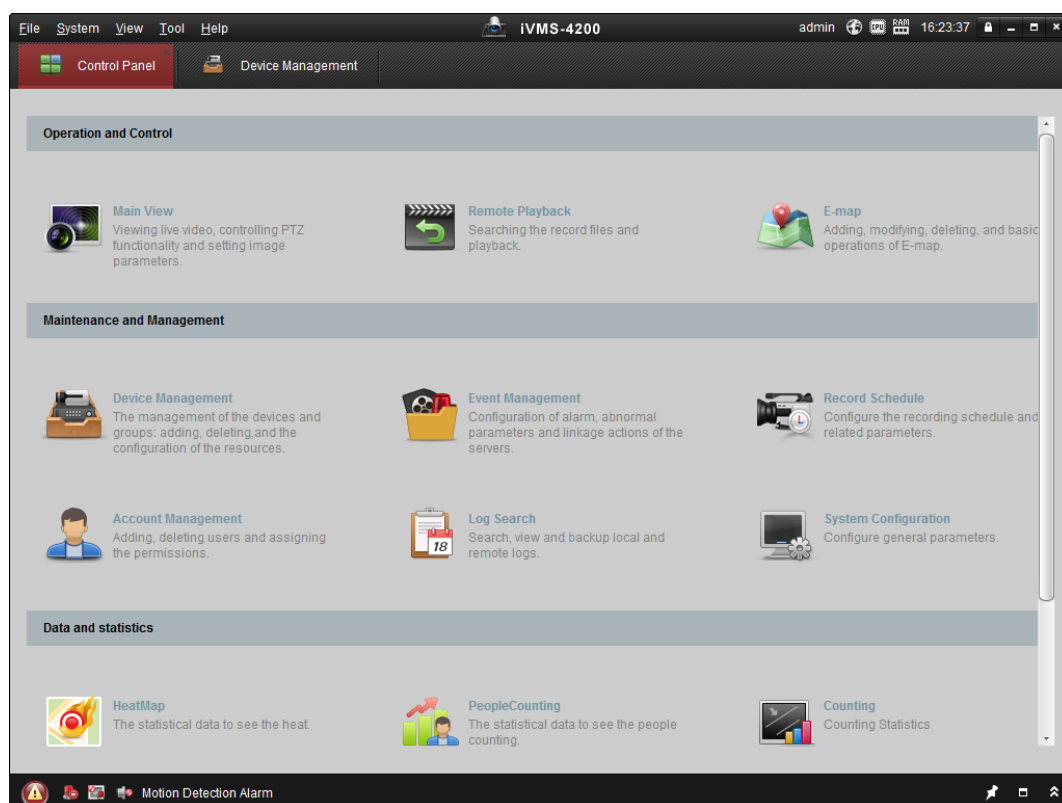 File System View Tool Help iVMS-4200 admin CPU RAM 16:23:37
Control Panel Device Management
Operation and Control
Main View
Viewing live video, controlling PTZ
functionality and setting image
parameters.
Remote Playback
Searching the record files and
playback.
E-map
Adding, modifying, deleting, and basic
operations of E-map.
Maintenance and Management
Device Management
The management of the devices and
groups: adding, deleting,and the
configuration of the resources.
Event Management
Configuration of alarm, abnormal
parameters and linkage actions of the
servers.
Record Schedule
Configure the recording schedule and
related parameters.
Account Management
Adding, deleting users and assigning
the permissions.
18
Log Search
Search, view and backup local and
remote logs.
System Configuration
Configure general parameters.
Data and statistics
HeatMap
The statistical data to see the heat.
PeopleCounting
The statistical data to see the people
counting.
Counting
Counting Statistics
Motion Detection Alarm